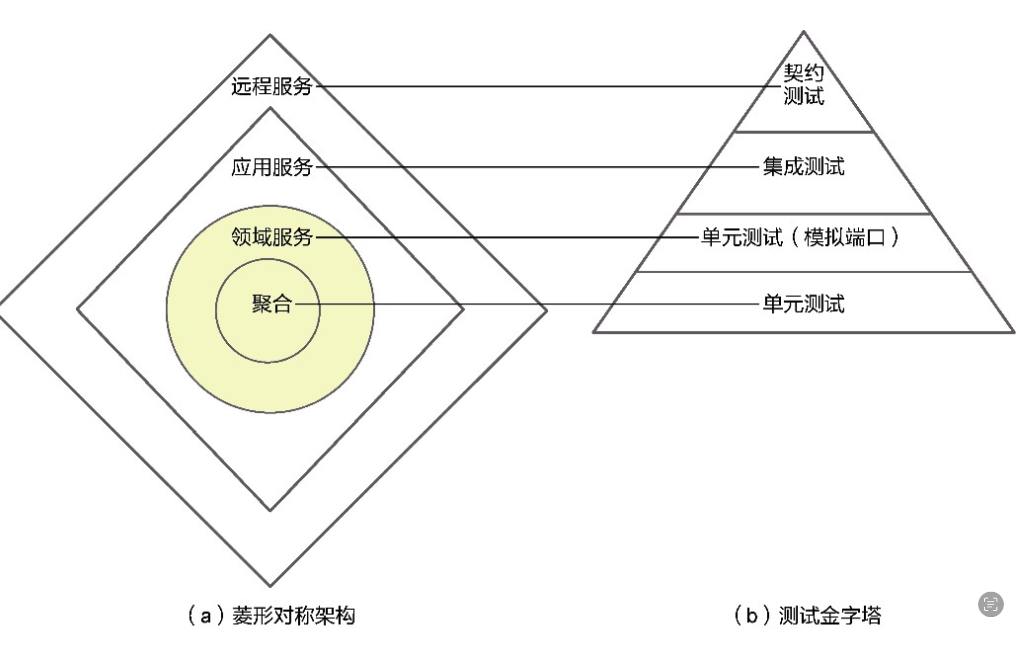 远程服务
契约
测试
应用服务
集成测试
领域服务
单元测试（模拟端口）
聚合
单元测试
（a）菱形对称架构
（b）测试金字塔